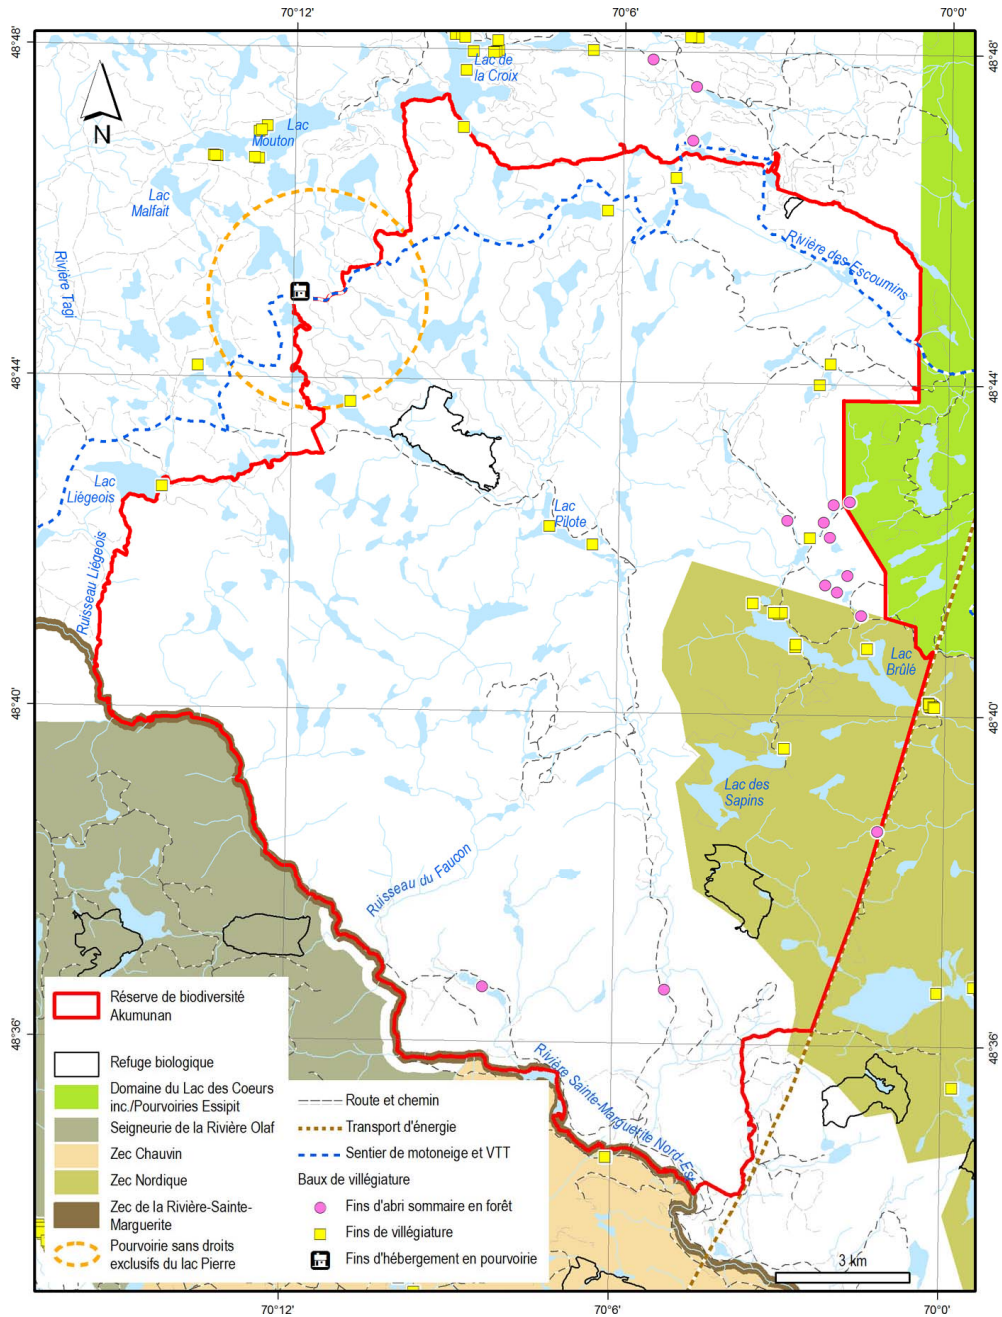 70°12'
70°6'
70°0'
48°48'
48°48'
Lac de
la Croix
N
Lac
Mouton
Lac
Malfait
Rivière Tagi
Rivière des Escoumins
48°44'
48°44'
Lac
Liégeois
Lac
Pilote
Ruisseau Liégeois
Lac
Brûlé
48°40'
48°40'
Lac des
Sapins
Ruisseau du Faucon
48°36'
48°36'
Rivière Sainte-Marguerite Nord-Est
Réserve de biodiversité
Akumunan
Refuge biologique
Domaine du Lac des Coeurs
inc./Pourvoiries Essipit
Seigneurie de la Rivière Olaf
Zec Chauvin
Zec Nordique
Zec de la Rivière-Sainte-
Marguerite
Pourvoirie sans droits
exclusifs du lac Pierre
Route et chemin
Transport d'énergie
Sentier de motoneige et VTT
Baux de villégiature
Fins d'abri sommaire en forêt
Fins de villégiature
Fins d'hébergement en pourvoirie
3 km
70°12'
70°6'
70°0'